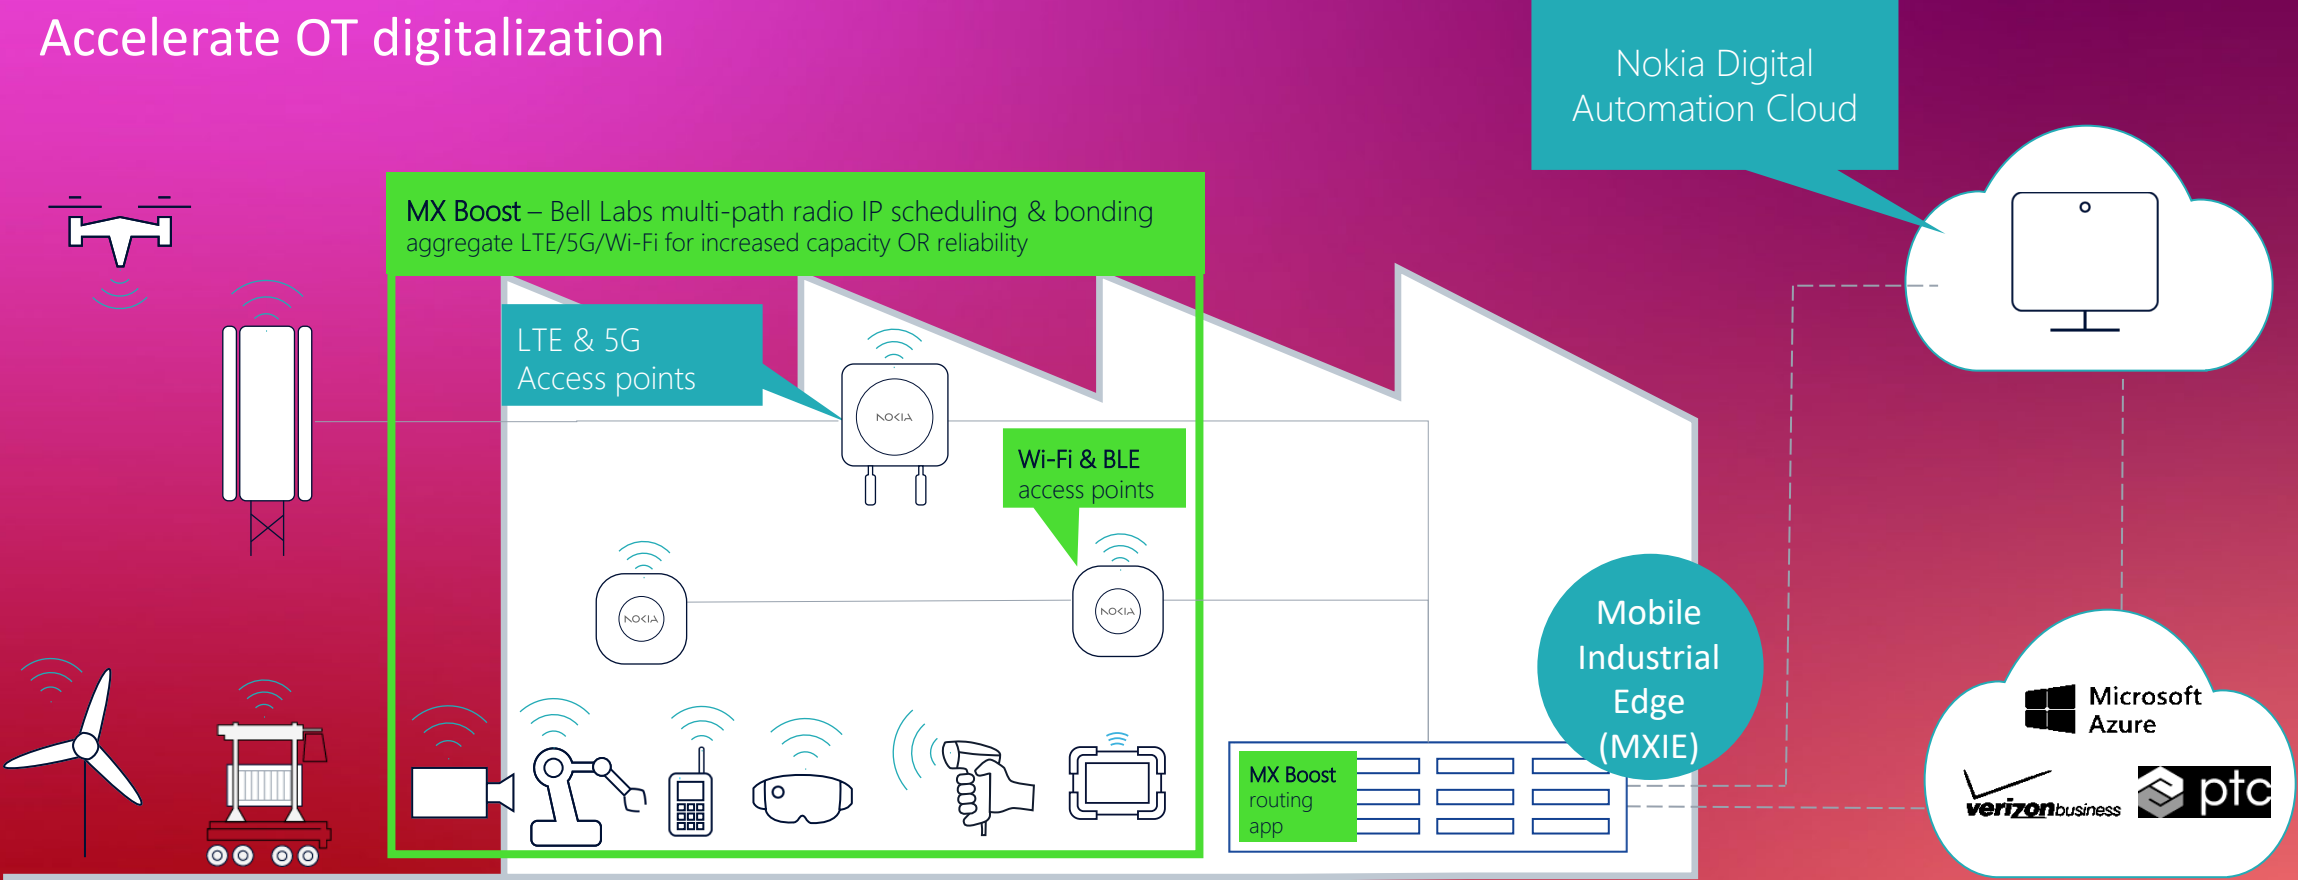 Accelerate OT digitalization
Nokia Digital
Automation Cloud
MX Boost – Bell Labs multi-path radio IP scheduling & bonding
aggregate LTE/5G/Wi-Fi for increased capacity OR reliability
LTE & 5G
Access points
NOKIA
Wi-Fi & BLE
access points
NOKIA
NOKIA
Mobile
Industrial
Edge
(MXIE)
MX Boost
routing
app
Microsoft
Azure
verizonbusiness
ptc